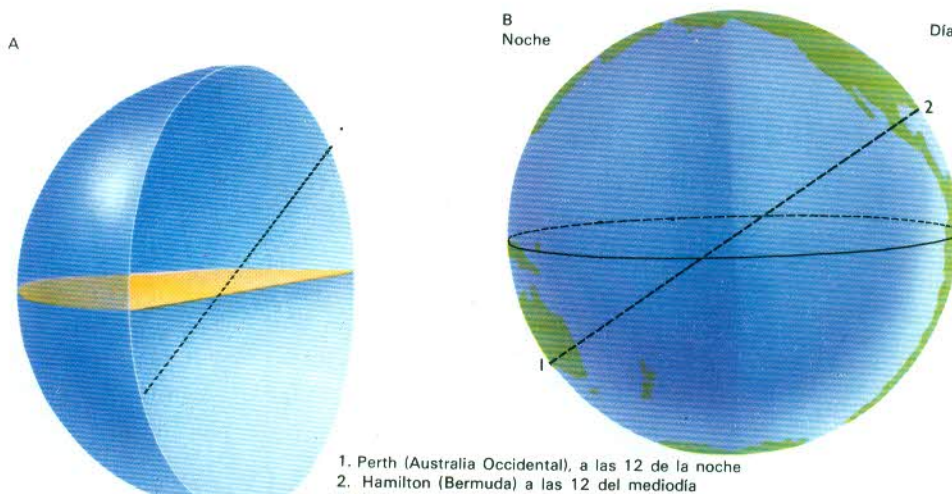 A
B
Noche
Día
2
1
1. Perth (Australia Occidental), a las 12 de la noche
2. Hamilton (Bermuda) a las 12 del mediodía